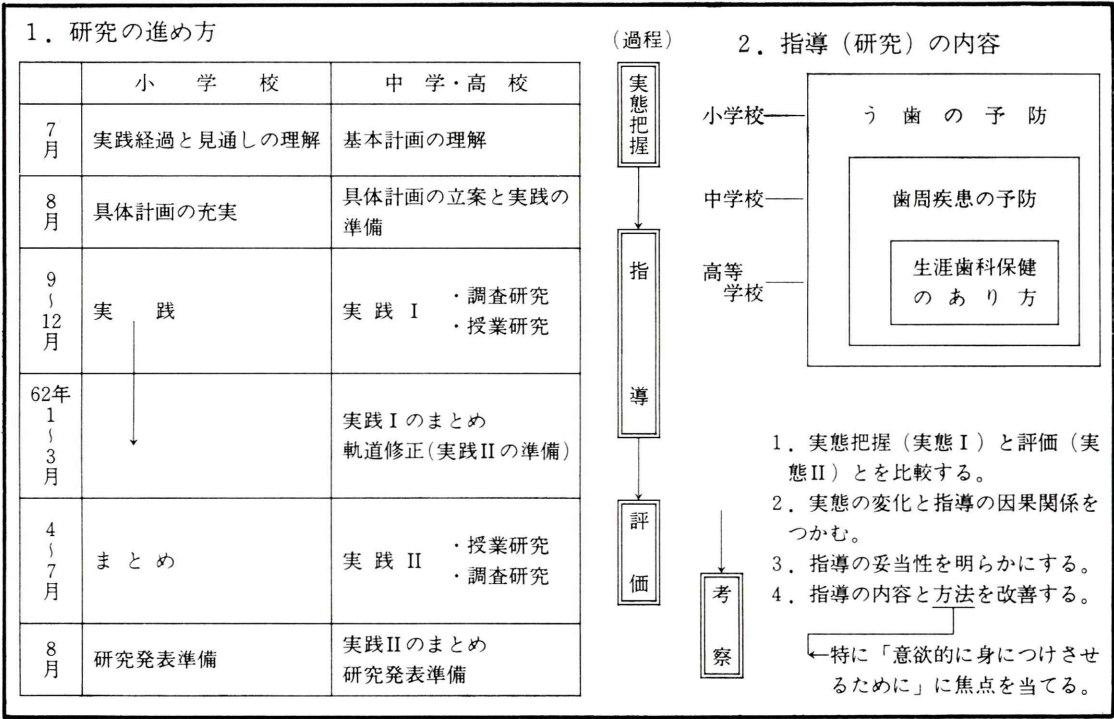 1．研究の進め方
小学校
中学・高校
7月
実践経過と見通しの理解
基本計画の理解
8月
具体計画の充実
具体計画の立案と実践の
準備
9〜12月
実践
実践Ⅰ
・調査研究
・授業研究
62年
1〜3月
実践Ⅰのまとめ
軌道修正(実践Ⅱの準備)
4〜7月
まとめ
実践Ⅱ
・授業研究
・調査研究
8月
研究発表準備
実践Ⅱのまとめ
研究発表準備
(過程)
実態把握
指導
評価
考察
2．指導（研究）の内容
小学校
う歯の予防
中学校
歯周疾患の予防
高等
学校
生涯歯科保健
のあり方
1．実態把握（実態Ⅰ）と評価（実
態Ⅱ）とを比較する。
2．実態の変化と指導の因果関係を
つかむ。
3．指導の妥当性を明らかにする。
4．指導の内容と方法を改善する。
←特に「意欲的に身につけさせ
るために」に焦点を当てる。